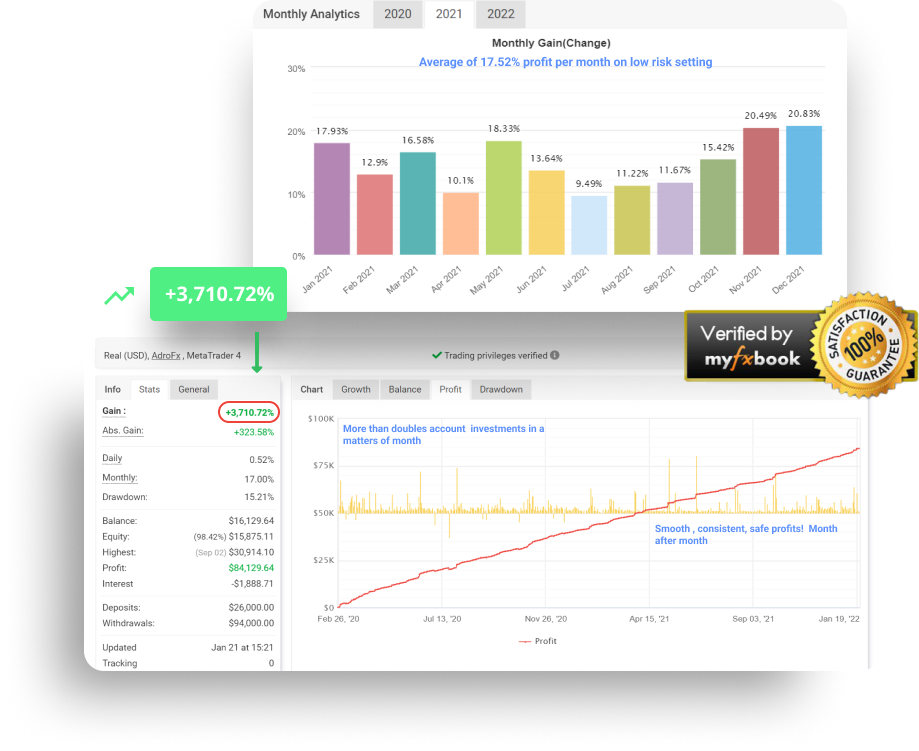 Monthly Analytics 2020 2021 2022
Monthly Gain(Change)
Average of 17.52% profit per month on low risk setting
30%
20%
10%
0%
17.93%
12.9%
16.58%
10.1%
18.33%
13.64%
9.49%
11.22%
11.67%
15.42%
20.49%
20.83%
Jan 2021
Feb 2021
Mar 2021
Apr 2021
May 2021
Jun 2021
Jul 2021
Aug 2021
Sep 2021
Oct 2021
Nov 2021
Dec 2021
+3,710.72%
Verified by
myfxbook
SATISFACTION
100%
GUARANTEE
Real (USD), AdroFx , MetaTrader 4
Trading privileges verified
Info Stats General
Gain : +3,710.72%
Abs. Gain: +323.58%
Daily 0.52%
Monthly: 17.00%
Drawdown: 15.21%
Balance: $16,129.64
Equity: (98.42%) $15,875.11
Highest: (Sep 02) $30,914.10
Profit: $84,129.64
Interest -$1,888.71
Deposits: $26,000.00
Withdrawals: $94,000.00
Updated Jan 21 at 15:21
Tracking 0
Chart Growth Balance Profit Drawdown
$100K
$75K
$50K
$25K
$0
More than doubles account investments in a
matters of month
Smooth , consistent, safe profits! Month
after month
Feb 26, '20 Jul 13, '20 Nov 26, '20 Apr 15, '21 Sep 03, '21 Jan 19, '22
Profit